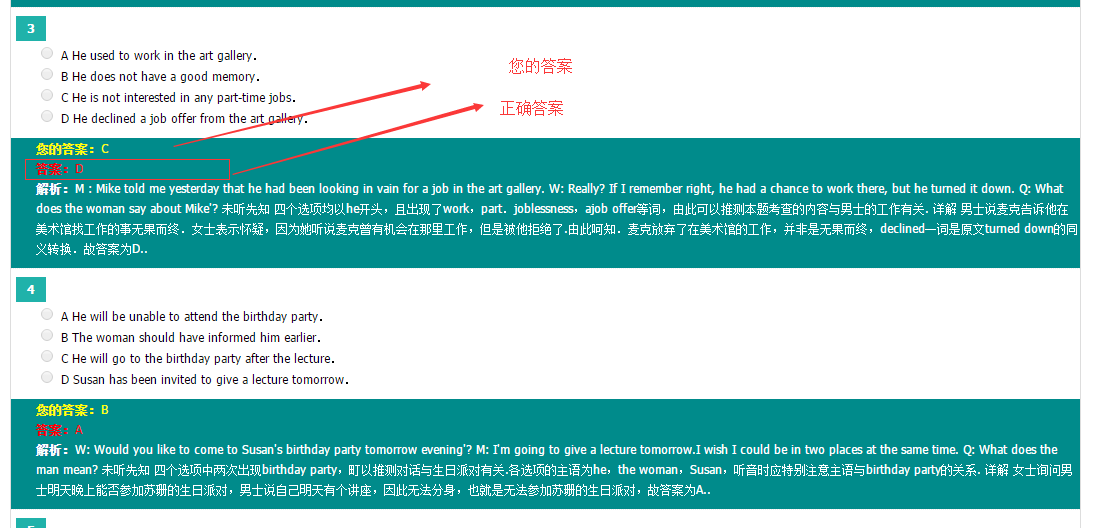 3
A He used to work in the art gallery.
B He does not have a good memory.
C He is not interested in any part-time jobs.
D He declined a job offer from the art gallery.
您的答案
正确答案
您的答案：C
答案：D
解析：M : Mike told me yesterday that he had been looking in vain for a job in the art gallery. W: Really? If I remember right, he had a chance to work there, but he turned it down. Q: What
does the woman say about Mike'? 未听先知 四个选项均以he开头，且出现了work，part．joblessness，ajob offer等词，由此可以推测本题考查的内容与男士的工作有关. 详解 男士说麦克告诉他在
美术馆找工作的事无果而终．女士表示怀疑，因为她听说麦克曾有机会在那里工作，但是被他拒绝了.由此呵知．麦克放弃了在美术馆的工作，并非是无果而终，declined一词是原文turned down的同
义转换．故答案为D..
4
A He will be unable to attend the birthday party.
B The woman should have informed him earlier.
C He will go to the birthday party after the lecture.
D Susan has been invited to give a lecture tomorrow.
您的答案：B
答案：A
解析：W: Would you like to come to Susan's birthday party tomorrow evening'? M: I'm going to give a lecture tomorrow.I wish I could be in two places at the same time. Q: What does the
man mean? 未听先知 四个选项中两次出现birthday party，町以推测对话与生日派对有关.各选项的主语为he，the woman，Susan，听音时应特别注意主语与birthday party的关系. 详解 女士询问男
士明天晚上能否参加苏珊的生日派对，男士说自己明天有个讲座，因此无法分身，也就是无法参加苏珊的生日派对，故答案为A..